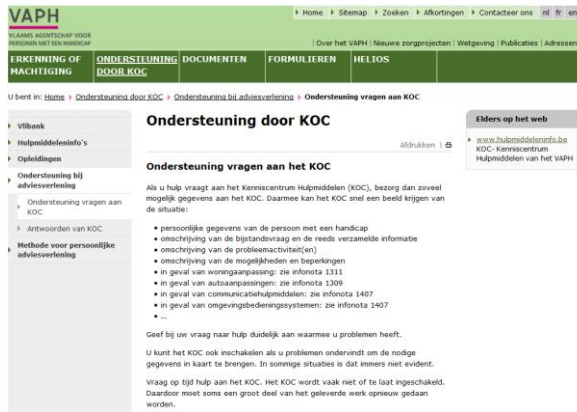 VAPH
VLAAMS AGENTSCHAP VOOR
PERSONEN MET EEN HANDICAP
Home Sitemap Zoeken Afkortingen Contacteer ons nl fr en
Over het VAPH | Nieuwe zorgprojecten | Wetgeving | Publicaties | Adressen
ERKENNING OF MACHTIGING
ONDERSTEUNING DOOR KOC
DOCUMENTEN
FORMULIEREN
HELIOS
U bent in: Home > Ondersteuning door KOC > Ondersteuning bij adviesverlening > Ondersteuning vragen aan KOC
Vlibank
Hulpmiddeleninfo's
Opleidingen
Ondersteuning bij
adviesverlening
Ondersteuning vragen aan
KOC
Antwoorden van KOC
Methode voor persoonlijke
adviesverlening
Ondersteuning door KOC
Afdrukken |
Ondersteuning vragen aan het KOC
Als u hulp vraagt aan het Kenniscentrum Hulpmiddelen (KOC), bezorg dan zoveel
mogelijk gegevens aan het KOC. Daarmee kan het KOC snel een beeld krijgen van
de situatie:
• persoonlijke gegevens van de persoon met een handicap
• omschrijving van de bijstandsvraag en de reeds verzamelde informatie
• omschrijving van de probleemactiviteit(en)
• omschrijving van de mogelijkheden en beperkingen
• in geval van woningaanpassing: zie infonota 1311
• in geval van autoaanpassingen: zie infonota 1309
• in geval van communicatiehulpmiddelen: zie infonota 1407
• in geval van omgevingsbedieningssystemen: zie infonota 1407
• ...
Geef bij uw vraag naar hulp duidelijk aan waarmee u problemen heeft.
U kunt het KOC ook inschakelen als u problemen ondervindt om de nodige
gegevens in kaart te brengen. In sommige situaties is dat immers niet evident.
Vraag op tijd hulp aan het KOC. Het KOC wordt vaak niet of te laat ingeschakeld.
Daardoor moet soms een groot deel van het geleverde werk opnieuw gedaan
worden.
Elders op het web
www.hulpmiddeleninfo.be
KOC- Kenniscentrum
Hulpmiddelen van het VAPH